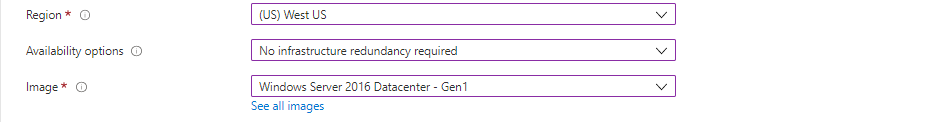 Region * (US) West US
Availability options No infrastructure redundancy required
Image * Windows Server 2016 Datacenter - Gen1
See all images